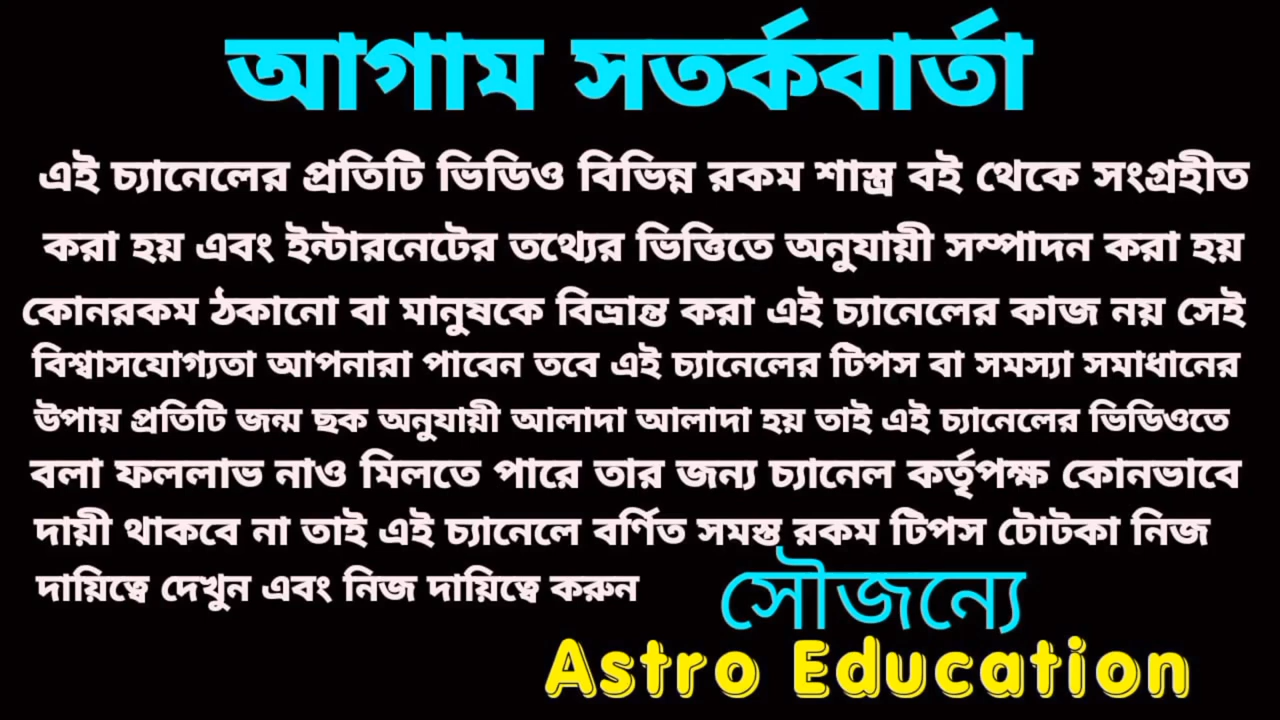 আগাম সতর্কবার্তা
এই চ্যানেলের প্রতিটি ভিডিও বিভিন্ন রকম শাস্ত্র বই থেকে সংগ্রহীত
করা হয় এবং ইন্টারনেটের তথ্যের ভিত্তিতে অনুযায়ী সম্পাদন করা হয়
কোনরকম ঠকানো বা মানুষকে বিভ্রান্ত করা এই চ্যানেলের কাজ নয় সেই
বিশ্বাসযোগ্যতা আপনারা পাবেন তবে এই চ্যানেলের টিপস বা সমস্যা সমাধানের
উপায় প্রতিটি জন্ম ছক অনুযায়ী আলাদা আলাদা হয় তাই এই চ্যানেলের ভিডিওতে
বলা ফললাভ নাও মিলতে পারে তার জন্য চ্যানেল কর্তৃপক্ষ কোনভাবে
দায়ী থাকবে না তাই এই চ্যানেলে বর্ণিত সমস্ত রকম টিপস টোটকা নিজ
দায়িত্বে দেখুন এবং নিজ দায়িত্বে করুন
সৌজন্যে
Astro Education